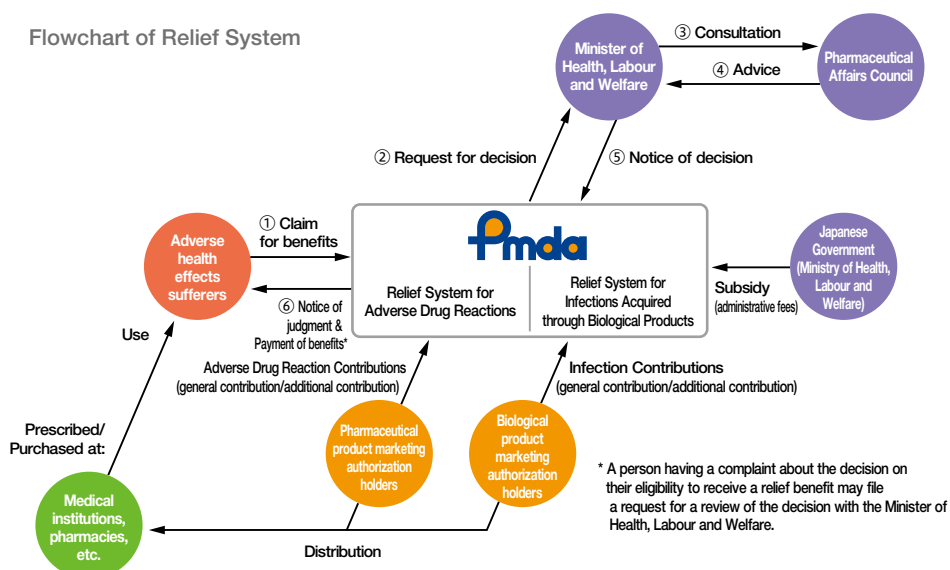 Flowchart of Relief System
Minister of
Health, Labour
and Welfare
③ Consultation
④ Advice
Pharmaceutical
Affairs Council
② Request for decision
⑤ Notice of decision
① Claim
for benefits
Adverse
health
effects
sufferers
Pmda
Relief System for
Adverse Drug Reactions
Relief System for
Infections Acquired
through Biological Products
Subsidy
(administrative fees)
Japanese
Government
(Ministry of Health,
Labour and
Welfare)
⑥ Notice of
judgment &
Payment of benefits*
Use
Adverse Drug Reaction Contributions
(general contribution/additional contribution)
Infection Contributions
(general contribution/additional contribution)
Prescribed/
Purchased at:
Pharmaceutical
product marketing
authorization
holders
Biological
product
marketing
authorization
holders
Medical
institutions,
pharmacies,
etc.
Distribution
* A person having a complaint about the decision on
their eligibility to receive a relief benefit may file
a request for a review of the decision with the Minister of
Health, Labour and Welfare.